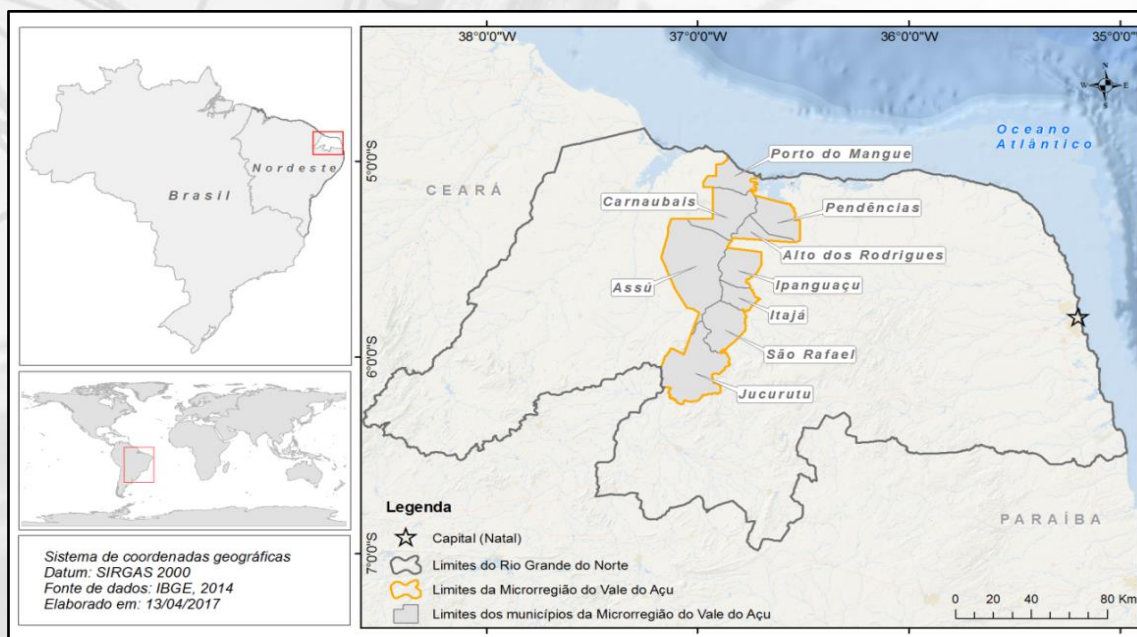 38°0'0"W
37°0'0"W
36°0'0"W
35°0'0"W
5°0'0"S
6°0'0"S
7°0'0"S
Nordeste
Brasil
Sistema de coordenadas geográficas
Datum: SIRGAS 2000
Fonte de dados: IBGE, 2014
Elaborado em: 13/04/2017
N
W
E
S
Oceano
Atlântico
CEARÁ
Porto do Mangue
Carnaubais
Pendências
Alto dos Rodrigues
Assú
Ipanguaçu
Itajá
São Rafael
Jucurutu
PARAÍBA
Legenda
Capital (Natal)
Limites do Rio Grande do Norte
Limites da Microrregião do Vale do Açu
Limites dos municípios da Microrregião do Vale do Açu
0 20 40 80 Km